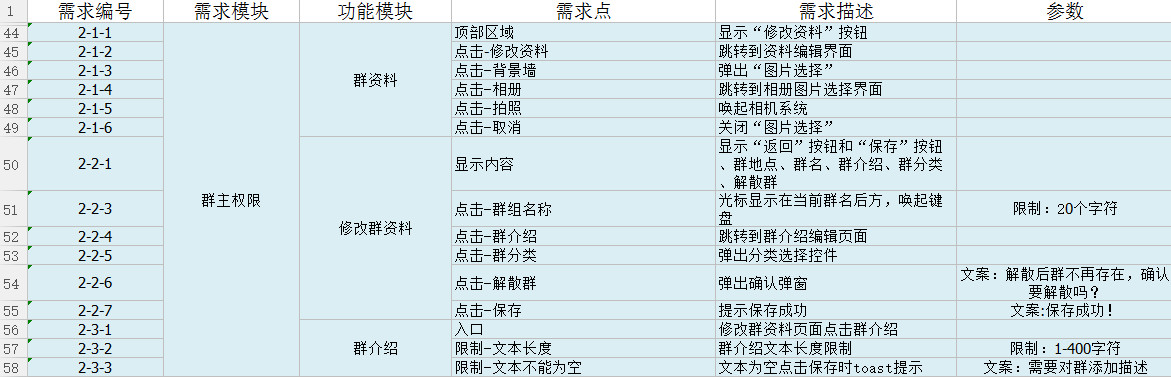 1 需求编号 需求模块 功能模块 需求点 需求描述 参数
44 2-1-1 顶部区域 显示“修改资料”按钮
45 2-1-2 点击-修改资料 跳转到资料编辑界面
46 2-1-3 点击-背景墙 弹出“图片选择”
群资料
47 2-1-4 点击-相册 跳转到相册图片选择界面
48 2-1-5 点击-拍照 唤起相机系统
49 2-1-6 点击-取消 关闭“图片选择”
显示“返回”按钮和“保存”按钮
50 2-2-1 显示内容 、群地点、群名、群介绍、群分类
、解散群
群主权限
51 2-2-3 点击-群组名称 光标显示在当前群名后方，唤起键
盘 限制：20个字符
修改群资料
52 2-2-4 点击-群介绍 跳转到群介绍编辑页面
53 2-2-5 点击-群分类 弹出分类选择控件
54 2-2-6 点击-解散群 弹出确认弹窗 文案：解散后群不再存在，确认
要解散吗？
55 2-2-7 点击-保存 提示保存成功 文案:保存成功！
56 2-3-1 入口 修改群资料页面点击群介绍
57 2-3-2 群介绍 限制-文本长度 群介绍文本长度限制 限制：1-400字符
58 2-3-3 限制-文本不能为空 文本为空点击保存时toast提示 文案：需要对群添加描述